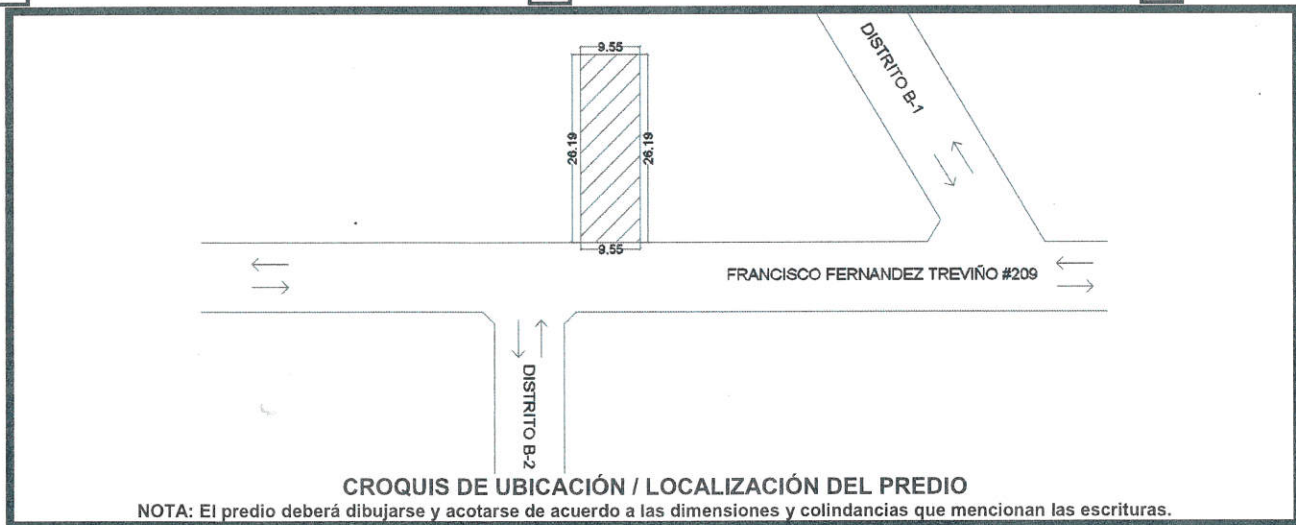 9.55
DISTRITO B-1
26.19
26.19
9.55
FRANCISCO FERNANDEZ TREVIÑO #209
DISTRITO B-2
CROQUIS DE UBICACIÓN / LOCALIZACIÓN DEL PREDIO
NOTA: El predio deberá dibujarse y acotarse de acuerdo a las dimensiones y colindancias que mencionan las escrituras.